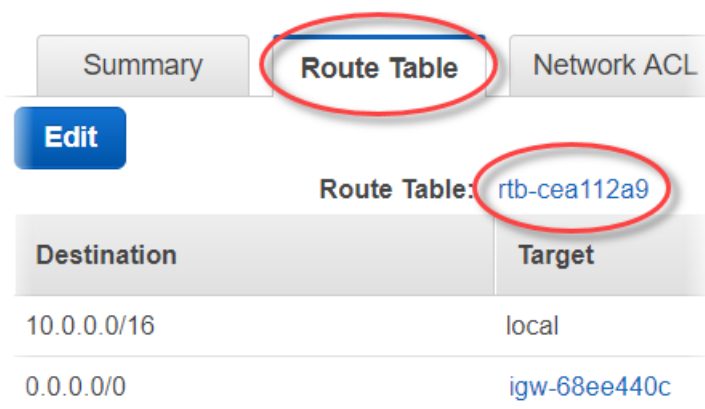 Summary Route Table Network ACL
Edit
Route Table: rtb-cea112a9
Destination Target
10.0.0.0/16 local
0.0.0.0/0 igw-68ee440c